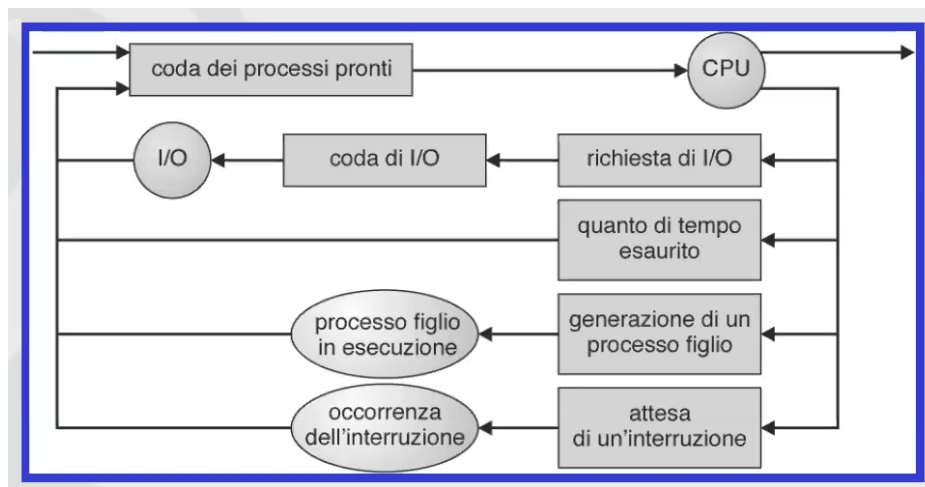 coda dei processi pronti
CPU
I/O
coda di I/O
richiesta di I/O
quanto di tempo
esaurito
processo figlio
in esecuzione
generazione di un
processo figlio
occorrenza
dell'interruzione
attesa
di un'interruzione